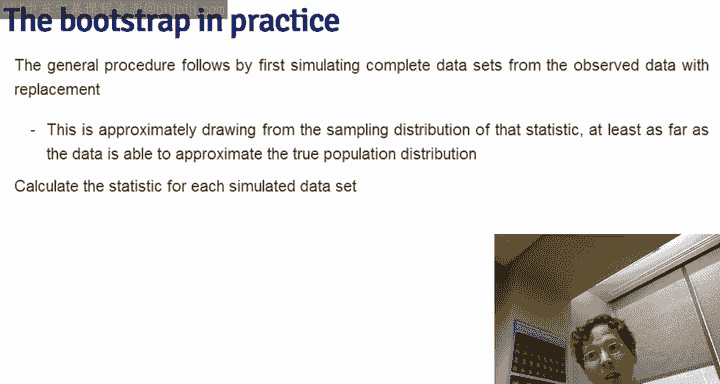 The bootstrap in practice
The general procedure follows by first simulating complete data sets from the observed data with
replacement
- This is approximately drawing from the sampling distribution of that statistic, at least as far as
the data is able to approximate the true population distribution
Calculate the statistic for each simulated data set